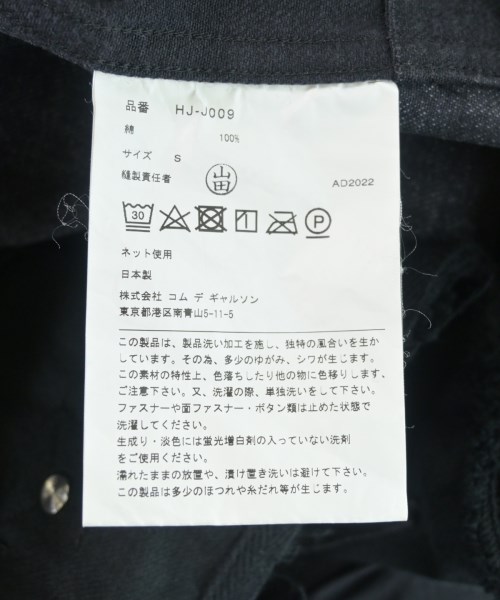 品番 HJ-J009
綿 100%
サイズ S
縫製責任者 山田 AD2022
30 P
ネット使用
日本製
株式会社 コム デ ギャルソン
東京都港区南青山5-11-5
この製品は、製品洗い加工を施し、独特の風合いを生か
しています。その為、多少のゆがみ、シワが生じます。
この素材の特性上、色落ちしたり他の物に色移りします、
ご注意下さい。又、洗濯の際、単独洗いをして下さい。
ファスナーや面ファスナー・ボタン類は止めた状態で
洗濯してください。
生成り・淡色には蛍光増白剤の入っていない洗剤
をご使用ください。
濡れたままの放置や、漬け置き洗いは避けて下さい。
この製品は多少のほつれや糸だれ等が生じます。